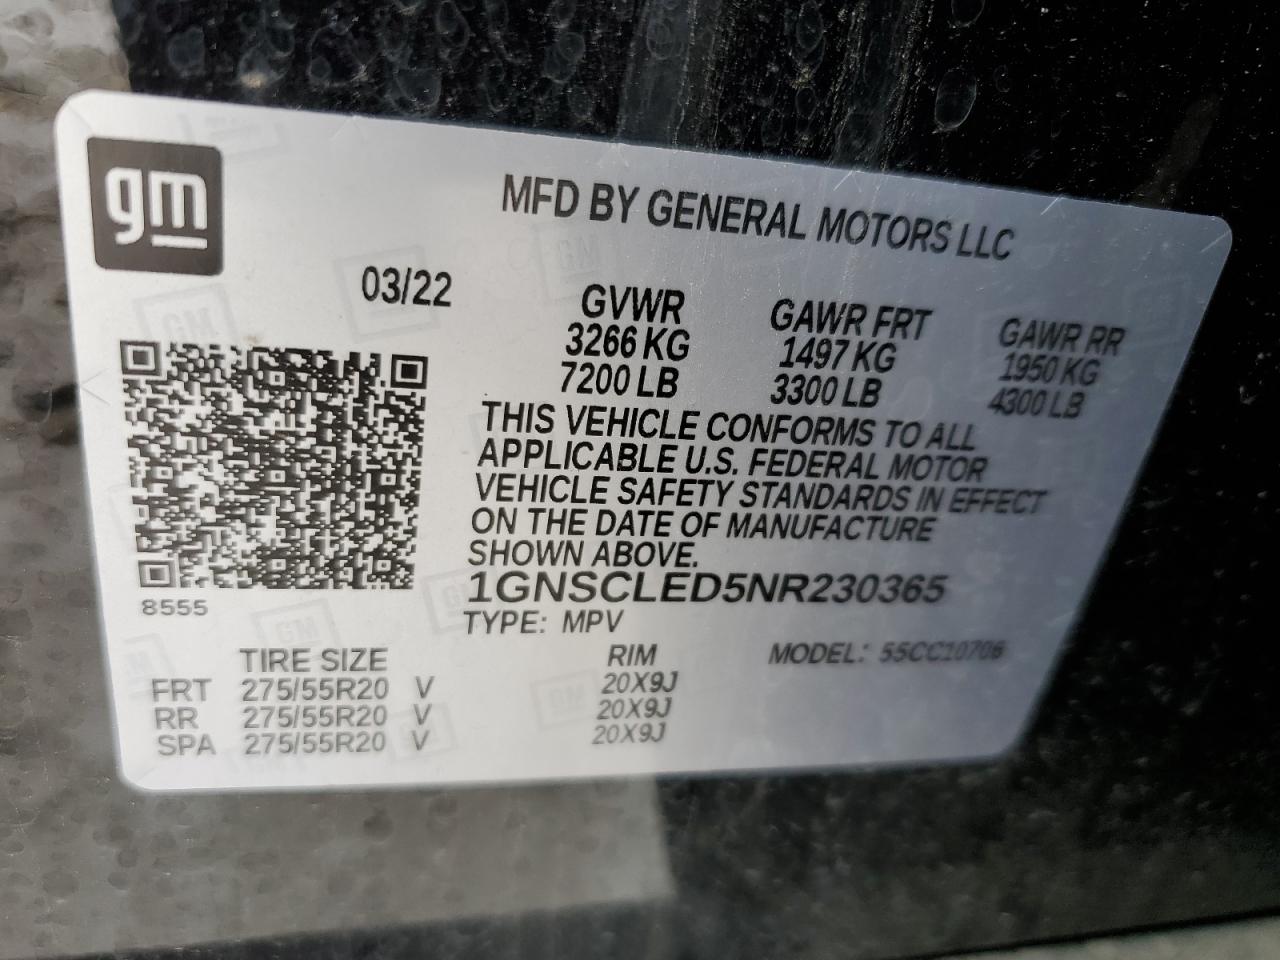 gm
MFD BY GENERAL MOTORS LLC
03/22
GVWR GAWR FRT GAWR RR
3266 KG 1497 KG 1950 KG
7200 LB 3300 LB 4300 LB
THIS VEHICLE CONFORMS TO ALL
APPLICABLE U.S. FEDERAL MOTOR
VEHICLE SAFETY STANDARDS IN EFFECT
ON THE DATE OF MANUFACTURE
SHOWN ABOVE.
1GNSCLED5NR230365
8555
TYPE: MPV
MODEL: 55CC10706
TIRE SIZE RIM
FRT 275/55R20 V 20X9J
RR 275/55R20 V 20X9J
SPA 275/55R20 V 20X9J